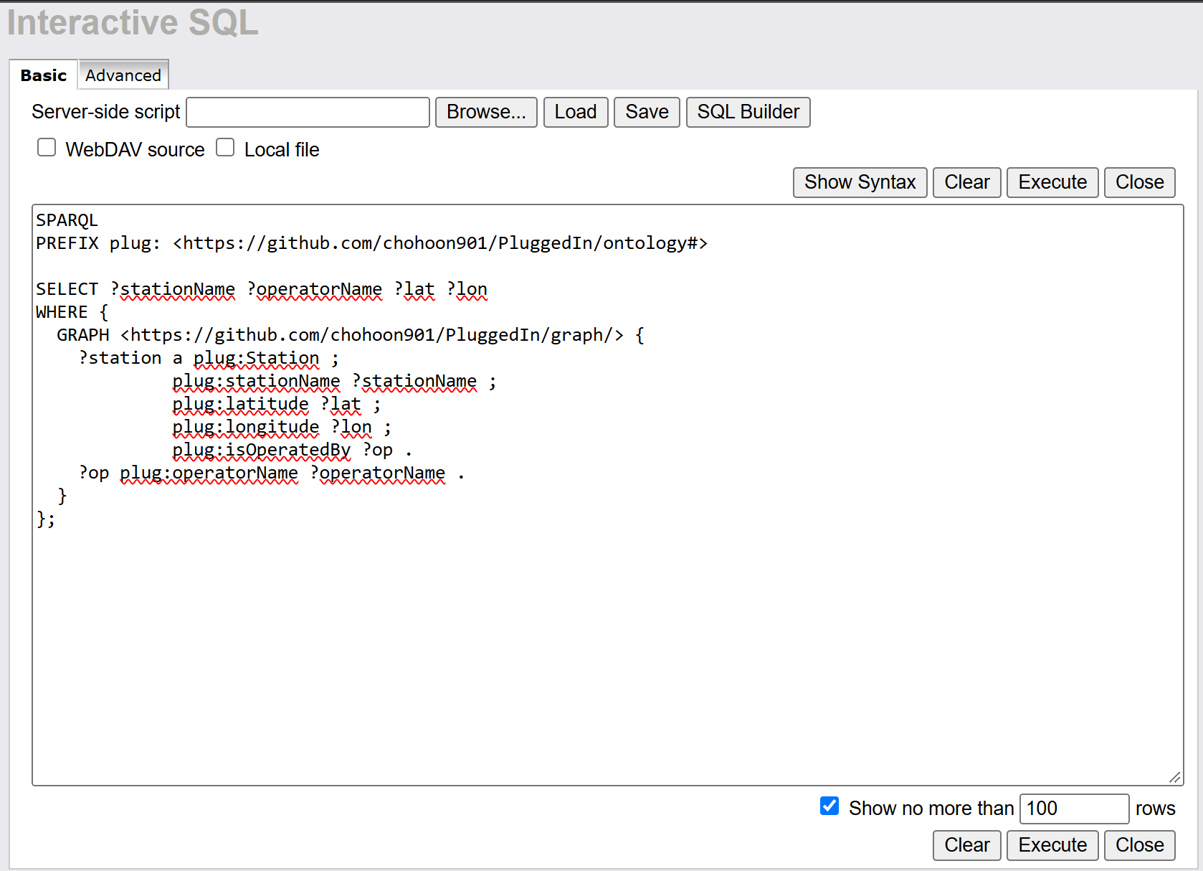 Interactive SQL
Basic Advanced
Server-side script Browse... Load Save SQL Builder
WebDAV source Local file
Show Syntax Clear Execute Close
SPARQL
PREFIX plug: <https://github.com/chohoon901/PluggedIn/ontology#>
SELECT ?stationName ?operatorName ?lat ?lon
WHERE {
GRAPH <https://github.com/chohoon901/PluggedIn/graph/> {
?station a plug:Station ;
plug:stationName ?stationName ;
plug:latitude ?lat ;
plug:longitude ?lon ;
plug:isOperatedBy ?op .
?op plug:operatorName ?operatorName .
}
};
Show no more than 100 rows
Clear Execute Close